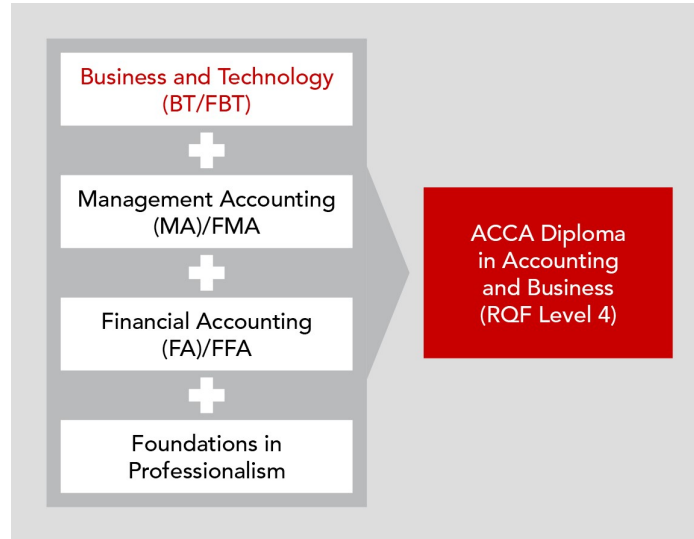 Business and Technology
(BT/FBT)
Management Accounting
(MA)/FMA
Financial Accounting
(FA)/FFA
Foundations in
Professionalism
ACCA Diploma
in Accounting
and Business
(RQF Level 4)